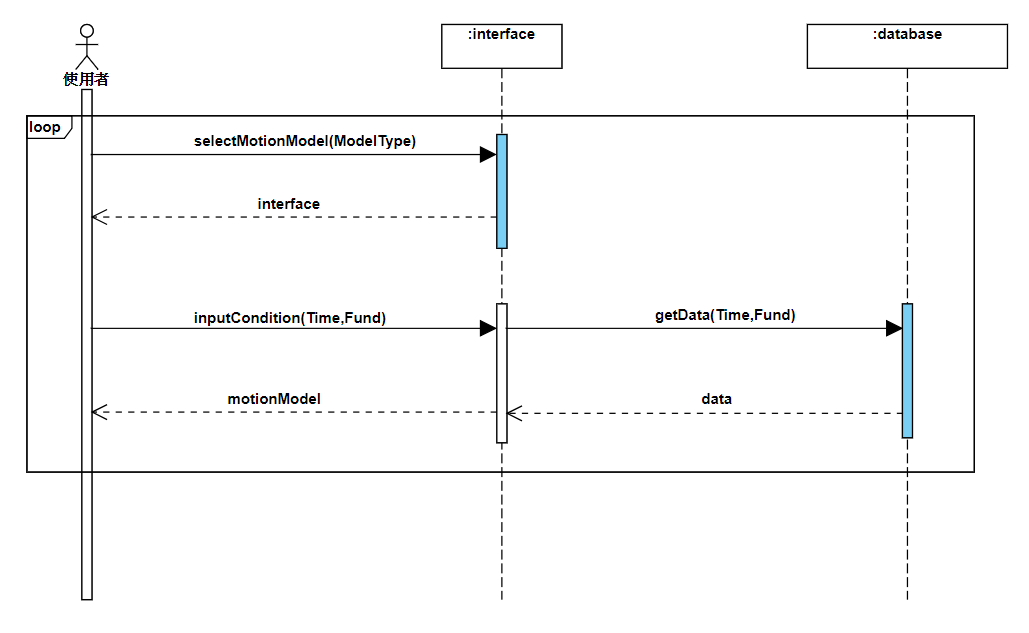 使用者
:interface
:database
loop
selectMotionModel(ModelType)
interface
inputCondition(Time,Fund)
getData(Time,Fund)
motionModel
data